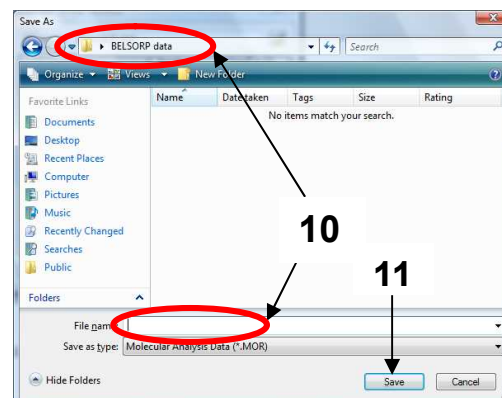 Save As
BELSORP data
Search
Organize
Views
New Folder
Favorite Links
Name
Date taken
Tags
Size
Rating
No items match your search.
Documents
Desktop
Recent Places
Computer
Pictures
Music
Recently Changed
Searches
Public
10
11
Folders
File name:
Save as type: Molecular Analysis Data (*.MOR)
Hide Folders
Save
Cancel